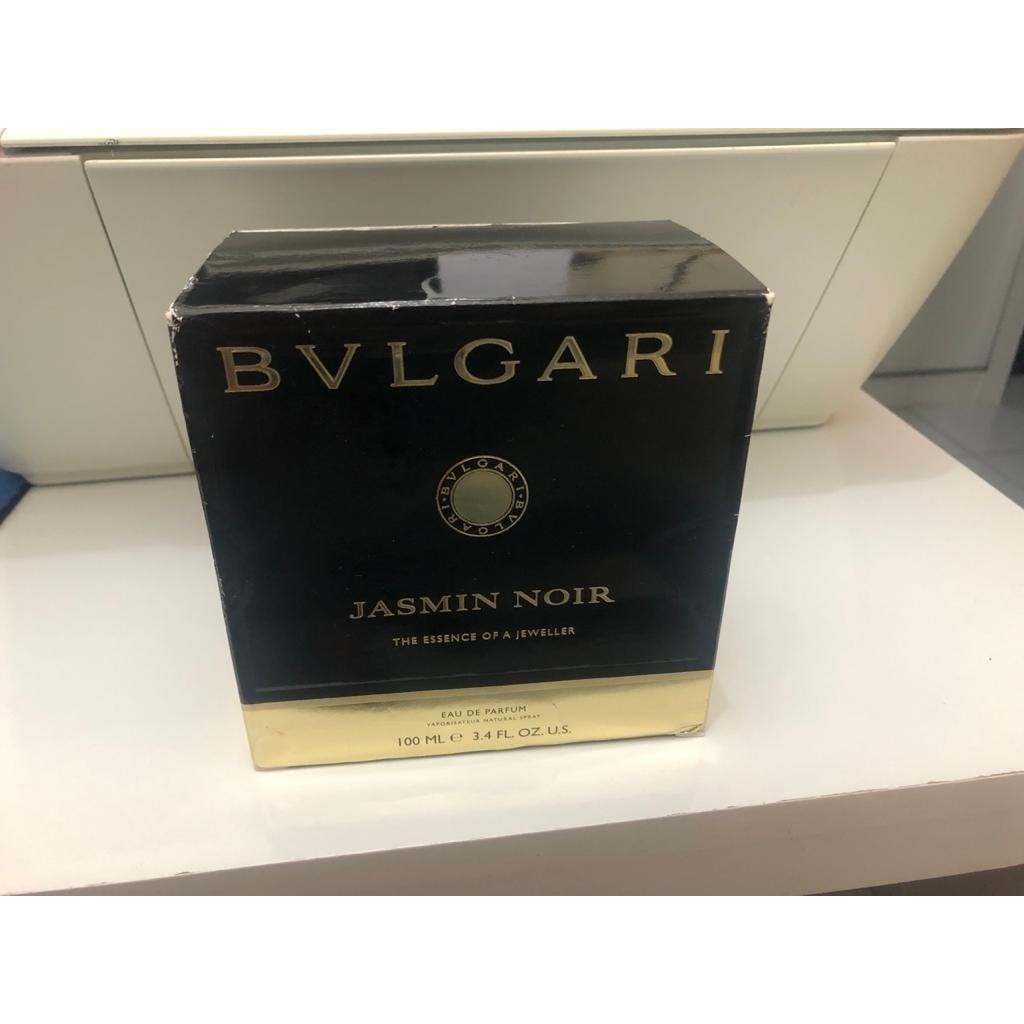 BVLGARI
BVLGARI · BVLGARI ·
JASMIN NOIR
THE ESSENCE OF A JEWELLER
EAU DE PARFUM
VAPORISATEUR NATURAL SPRAY
100 ML ℮ 3.4 FL. OZ. U.S.